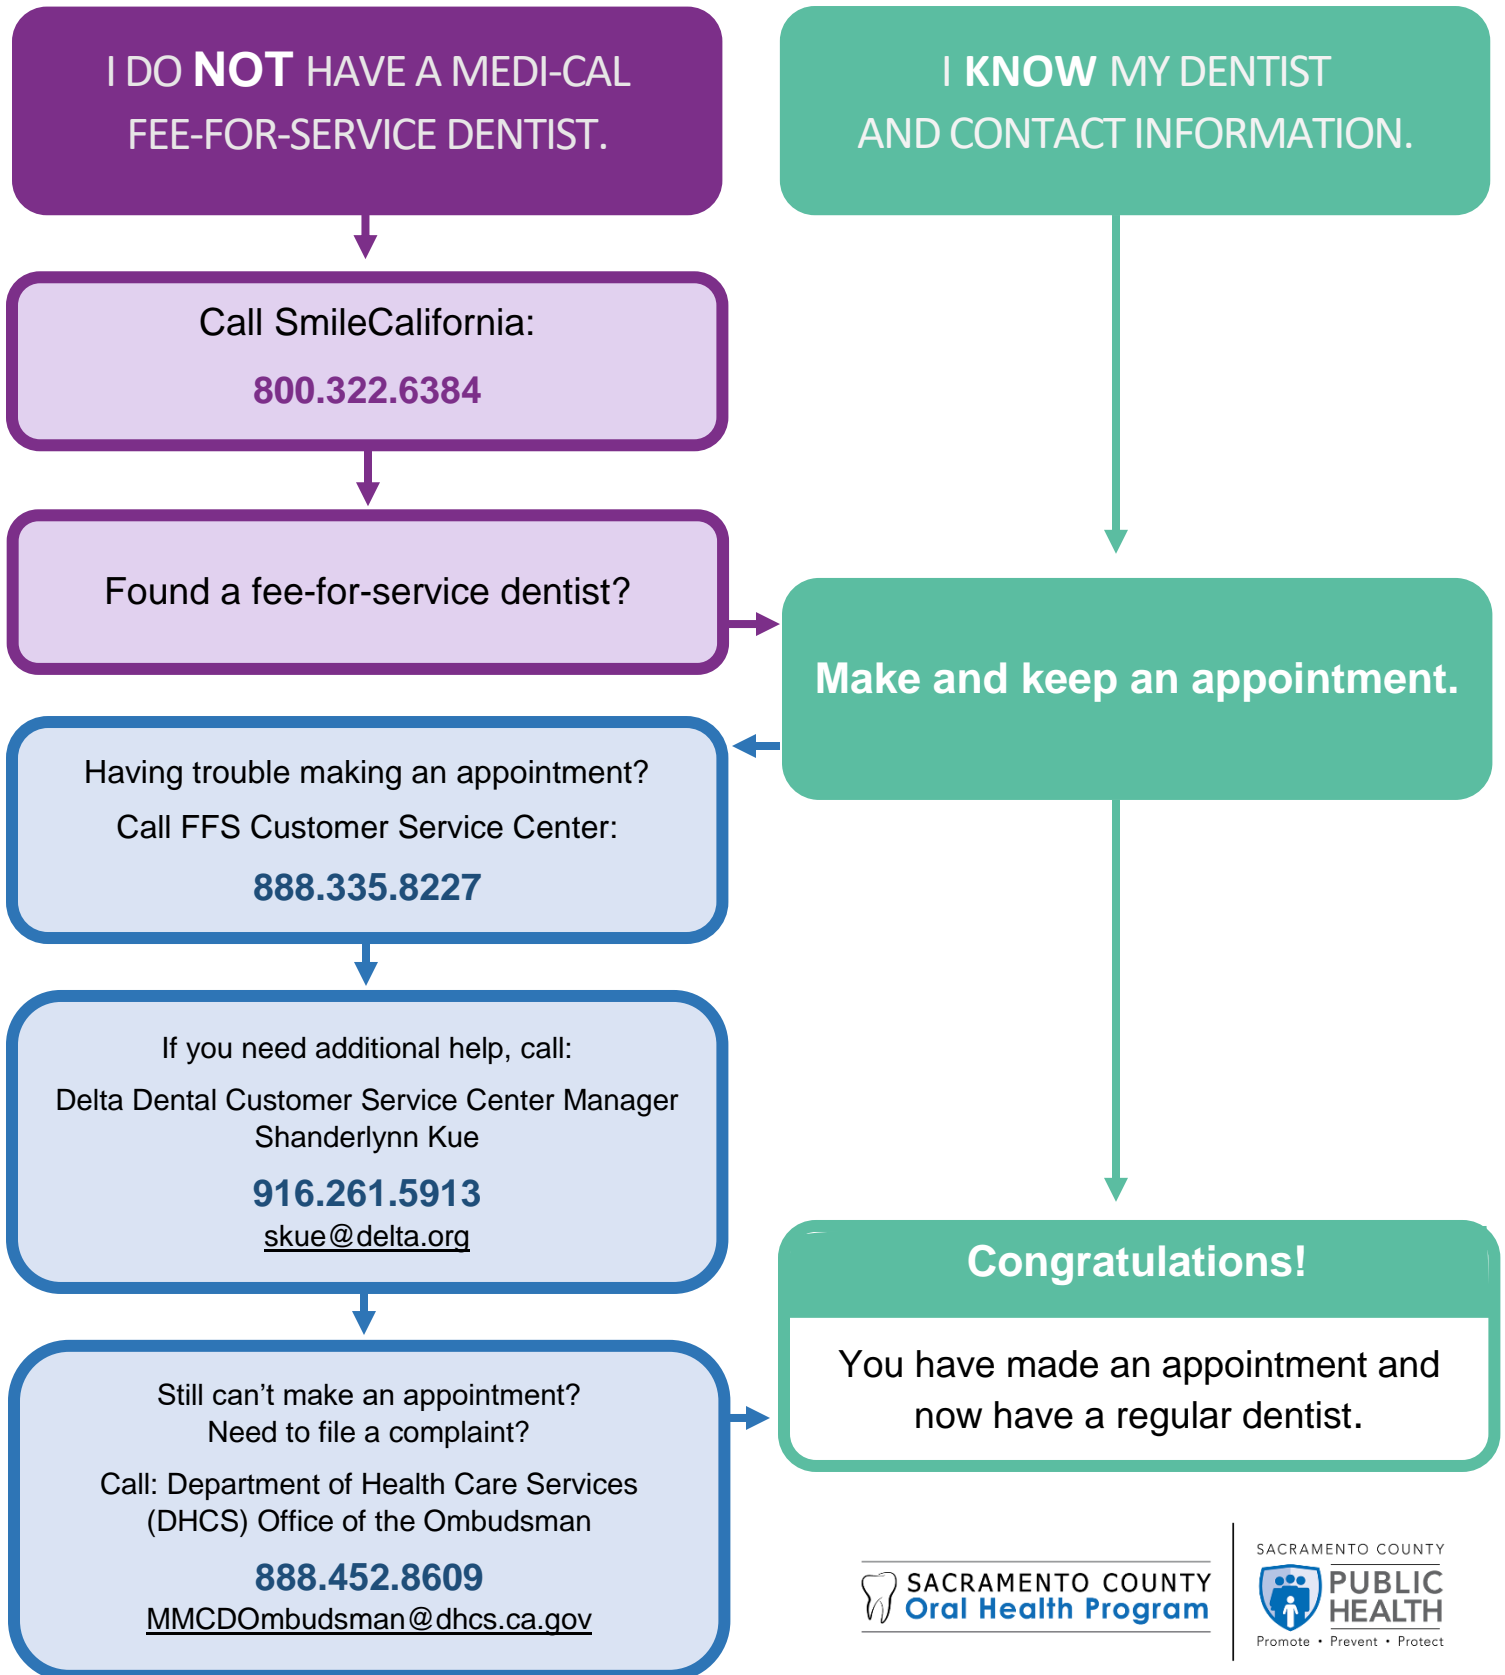 I DO NOT HAVE A MEDI-CAL
FEE-FOR-SERVICE DENTIST.
Call SmileCalifornia:
800.322.6384
Found a fee-for-service dentist?
Having trouble making an appointment?
Call FFS Customer Service Center:
888.335.8227
If you need additional help, call:
Delta Dental Customer Service Center Manager
Shanderlynn Kue
916.261.5913
skue@delta.org
Still can’t make an appointment?
Need to file a complaint?
Call: Department of Health Care Services
(DHCS) Office of the Ombudsman
888.452.8609
MMCDOmbudsman@dhcs.ca.gov
I KNOW MY DENTIST
AND CONTACT INFORMATION.
Make and keep an appointment.
Congratulations!
You have made an appointment and
now have a regular dentist.
SACRAMENTO COUNTY
Oral Health Program
SACRAMENTO COUNTY
PUBLIC
HEALTH
Promote • Prevent • Protect